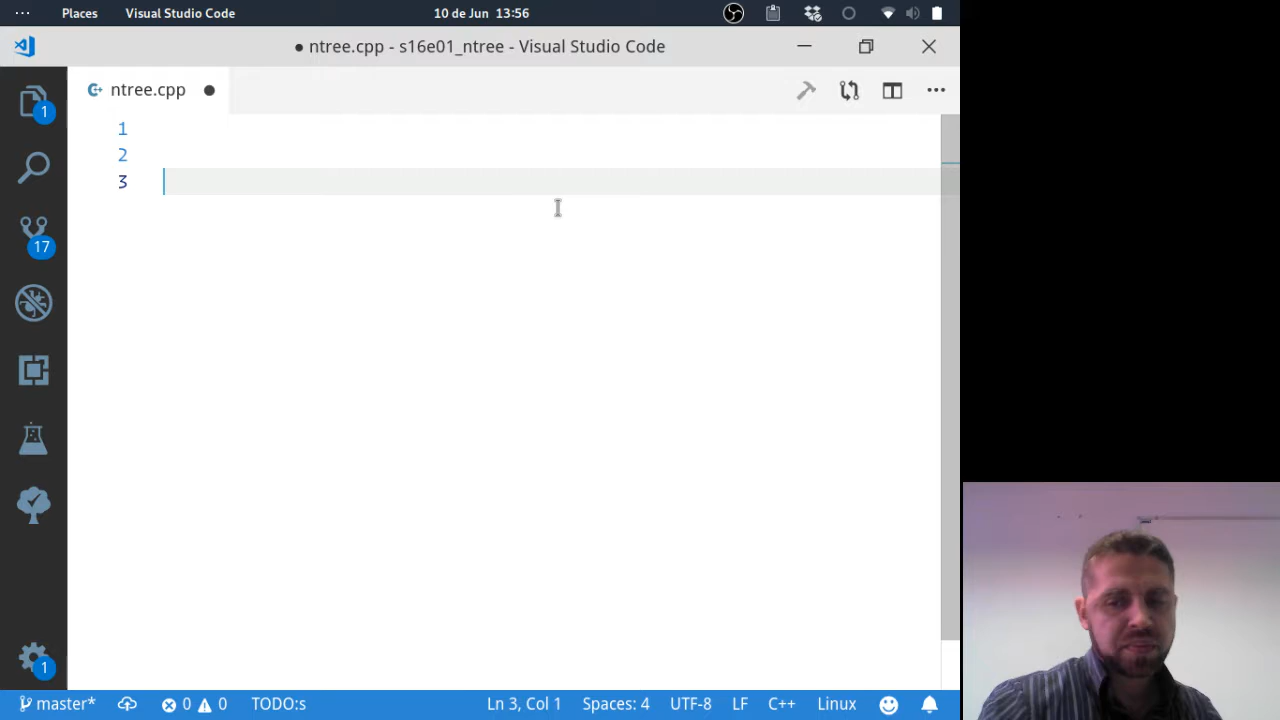 Places Visual Studio Code 10 de Jun 13:56
● ntree.cpp - s16e01_ntree - Visual Studio Code
ntree.cpp
1
1
2
3
17
1
master* 0 0 TODO:s Ln 3, Col 1 Spaces: 4 UTF-8 LF C++ Linux